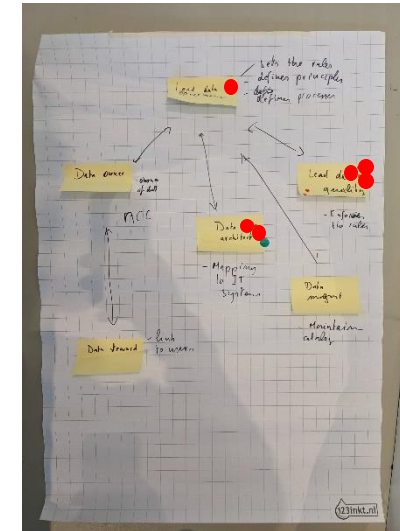 Lead data
- Sets the rules
defines principles
- defines process
Data owner
- owner
of data
Lead data
quality
- Enforces
the rules
Data
architect
- Mapping
to IT
Systems
Data
- Maintain
catalog
Data steward
- link
to users
123inkt.nl